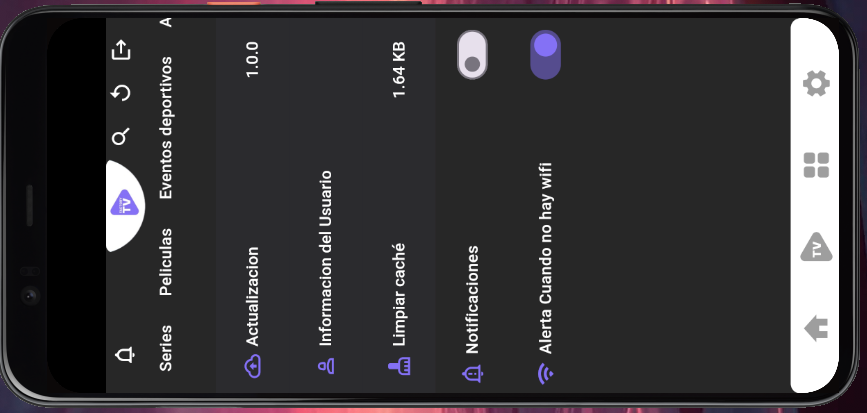 TV
Series Peliculas Eventos deportivos A
Actualizacion 1.0.0
Informacion del Usuario
Limpiar caché 1.64 KB
Notificaciones
Alerta Cuando no hay wifi
TV